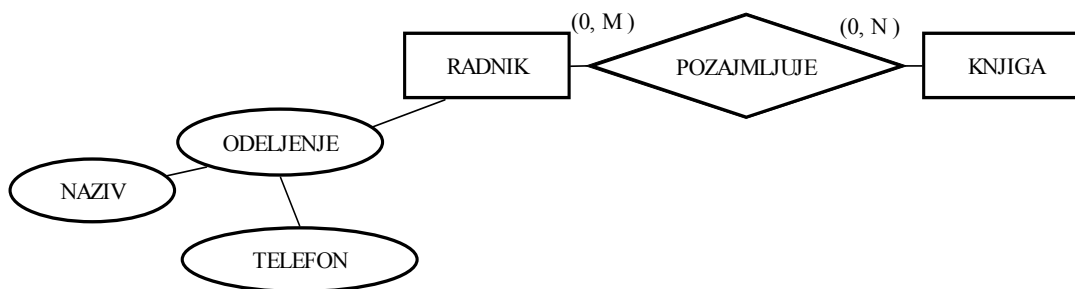 (0, M )
(0, N )
RADNIK
POZAJMLJUJE
KNJIGA
ODELJENJE
NAZIV
TELEFON